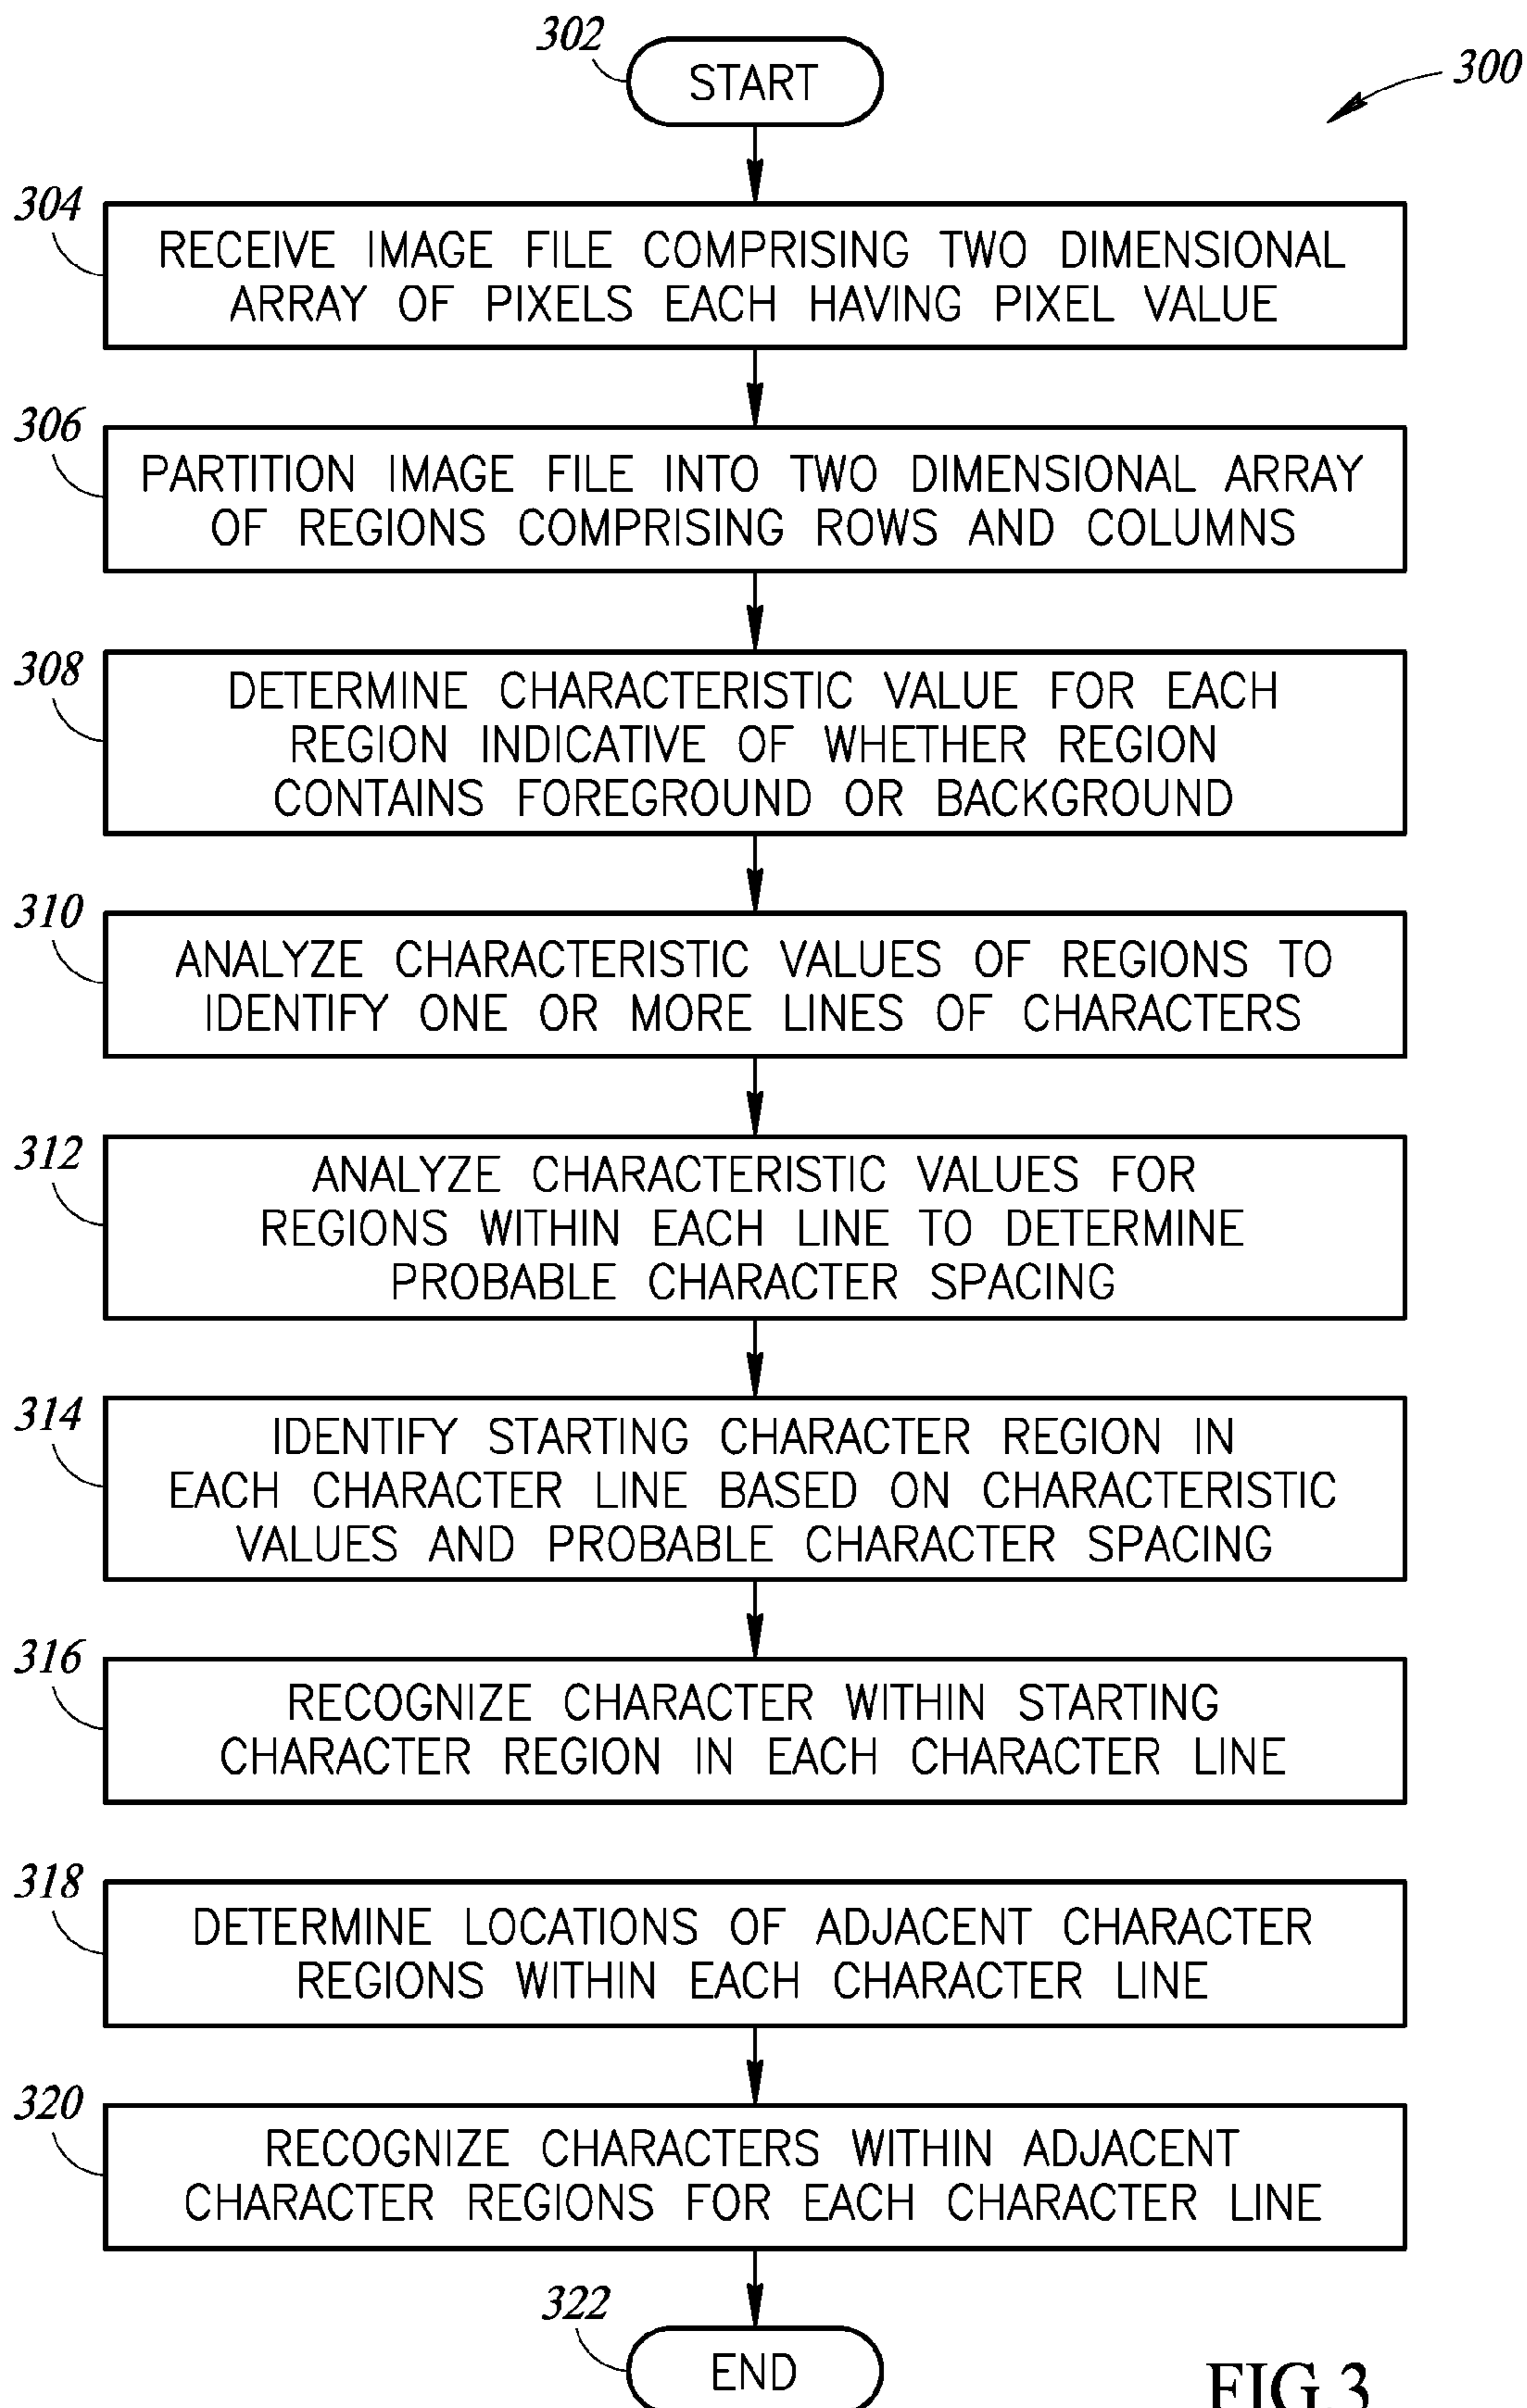 302
START
300
304
RECEIVE IMAGE FILE COMPRISING TWO DIMENSIONAL
ARRAY OF PIXELS EACH HAVING PIXEL VALUE
306
PARTITION IMAGE FILE INTO TWO DIMENSIONAL ARRAY
OF REGIONS COMPRISING ROWS AND COLUMNS
308
DETERMINE CHARACTERISTIC VALUE FOR EACH
REGION INDICATIVE OF WHETHER REGION
CONTAINS FOREGROUND OR BACKGROUND
310
ANALYZE CHARACTERISTIC VALUES OF REGIONS TO
IDENTIFY ONE OR MORE LINES OF CHARACTERS
312
ANALYZE CHARACTERISTIC VALUES FOR
REGIONS WITHIN EACH LINE TO DETERMINE
PROBABLE CHARACTER SPACING
314
IDENTIFY STARTING CHARACTER REGION IN
EACH CHARACTER LINE BASED ON CHARACTERISTIC
VALUES AND PROBABLE CHARACTER SPACING
316
RECOGNIZE CHARACTER WITHIN STARTING
CHARACTER REGION IN EACH CHARACTER LINE
318
DETERMINE LOCATIONS OF ADJACENT CHARACTER
REGIONS WITHIN EACH CHARACTER LINE
320
RECOGNIZE CHARACTERS WITHIN ADJACENT
CHARACTER REGIONS FOR EACH CHARACTER LINE
322
END
FIG.3